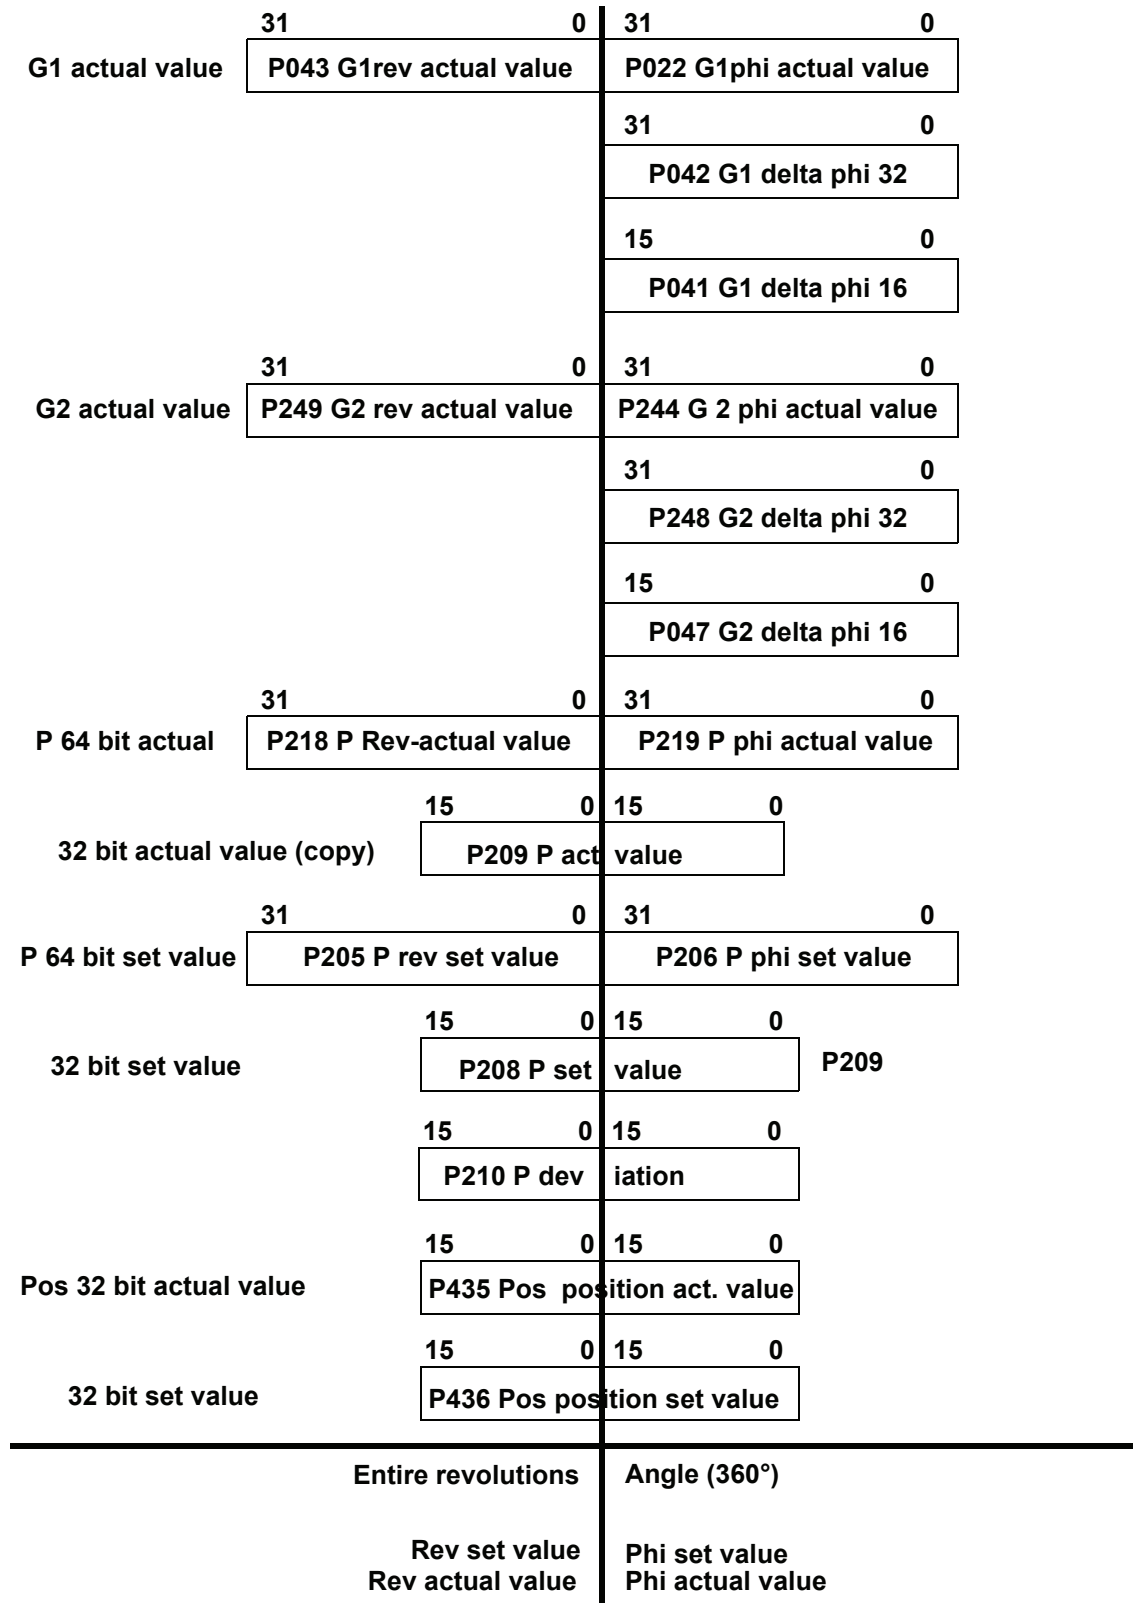 31 0 31 0
G1 actual value P043 G1rev actual value P022 G1phi actual value
31 0
P042 G1 delta phi 32
15 0
P041 G1 delta phi 16
31 0 31 0
G2 actual value P249 G2 rev actual value P244 G 2 phi actual value
31 0
P248 G2 delta phi 32
15 0
P047 G2 delta phi 16
31 0 31 0
P 64 bit actual P218 P Rev-actual value P219 P phi actual value
15 0 15 0
32 bit actual value (copy) P209 P act value
31 0 31 0
P 64 bit set value P205 P rev set value P206 P phi set value
15 0 15 0
32 bit set value P208 P set value P209
15 0 15 0
P210 P dev iation
15 0 15 0
Pos 32 bit actual value P435 Pos position act. value
15 0 15 0
32 bit set value P436 Pos position set value
Entire revolutions Angle (360°)
Rev set value Phi set value
Rev actual value Phi actual value